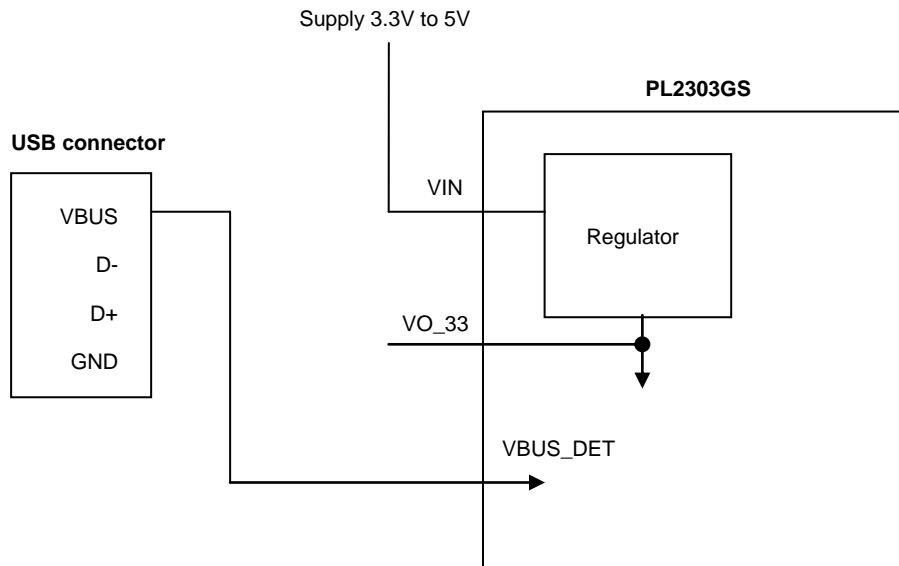 Supply 3.3V to 5V
PL2303GS
USB connector
VIN
VBUS
Regulator
D-
D+
VO_33
GND
VBUS_DET